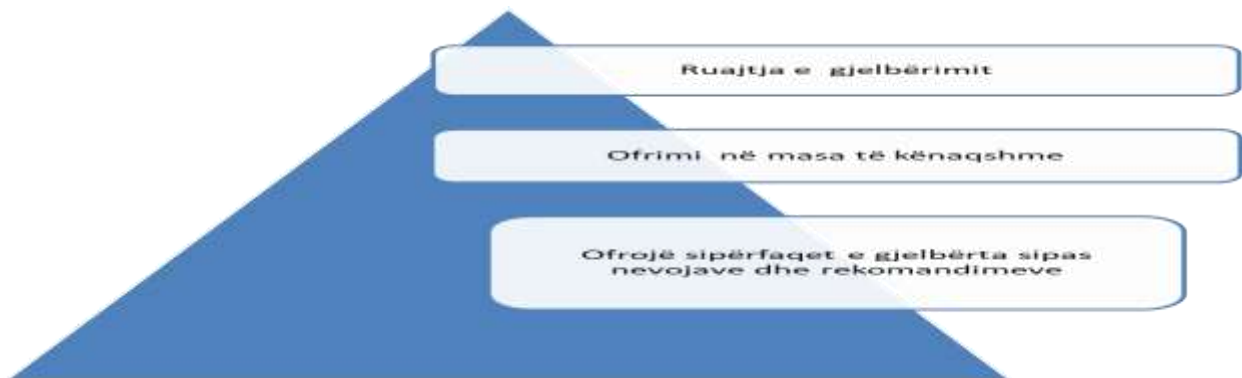 Ruajtja e gjelbërimit
Ofrimi në masa të kënaqshme
Ofrojë sipërfaqet e gjelbërta sipas
nevojave dhe rekomandimeve